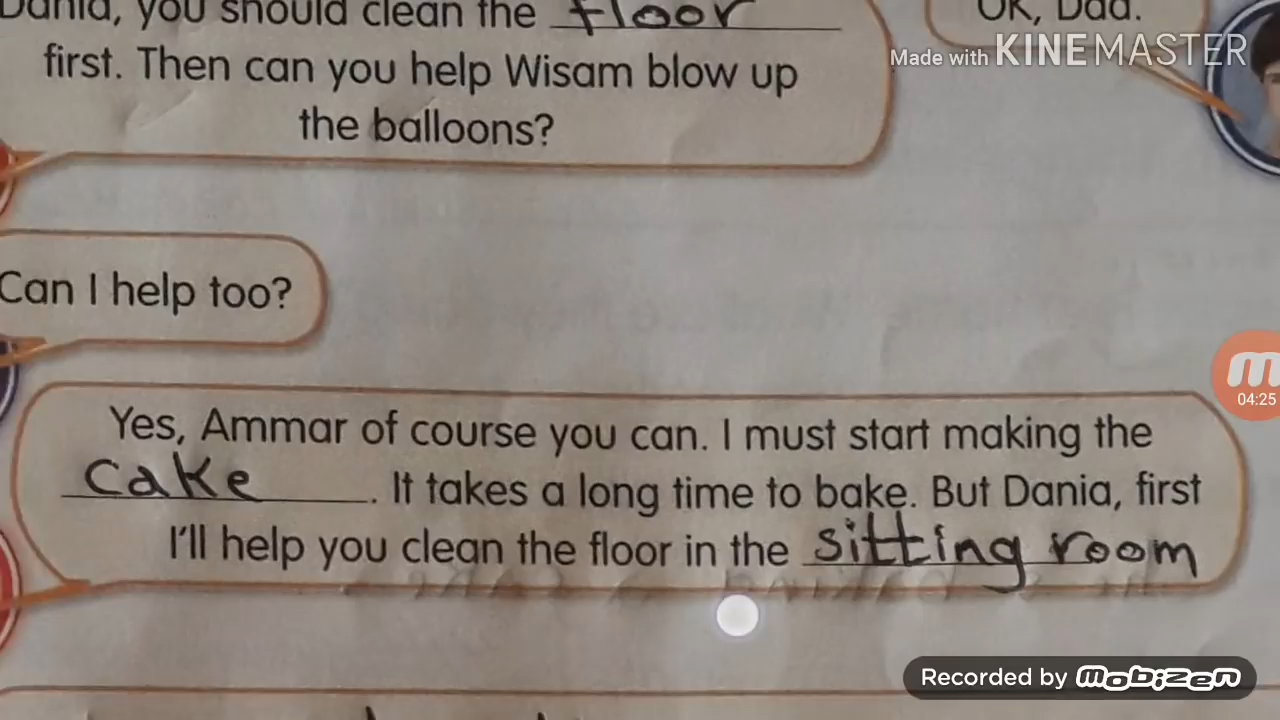 Dania, you should clean the floor
OK, Dad.
Made with KINEMASTER
first. Then can you help Wisam blow up
the balloons?
Can I help too?
04:25
Yes, Ammar of course you can. I must start making the
cake. It takes a long time to bake. But Dania, first
I'll help you clean the floor in the sitting room
Recorded by mobizen